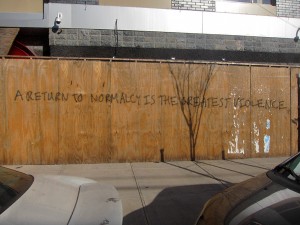 A RETURN TO NORMALCY IS THE GREATEST VIOLENCE.